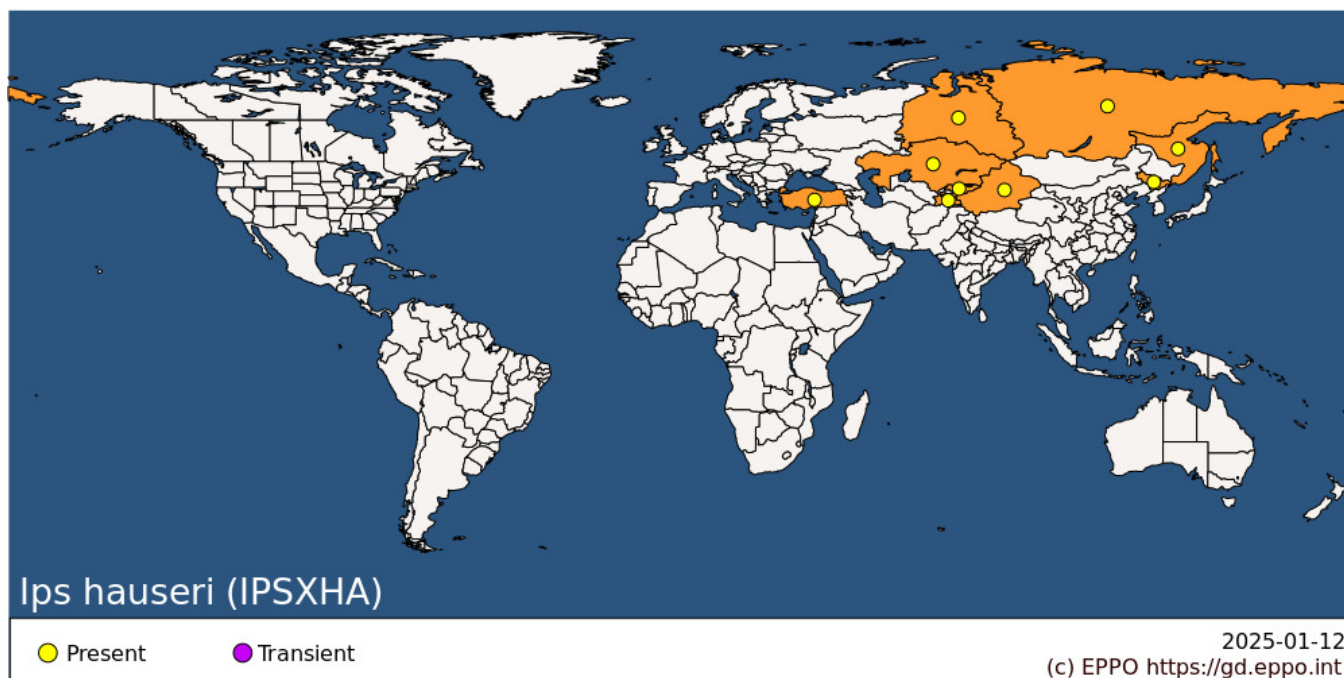 Ips hauseri (IPSXHA)
Present
Transient
2025-01-12
(c) EPPO https://gd.eppo.int